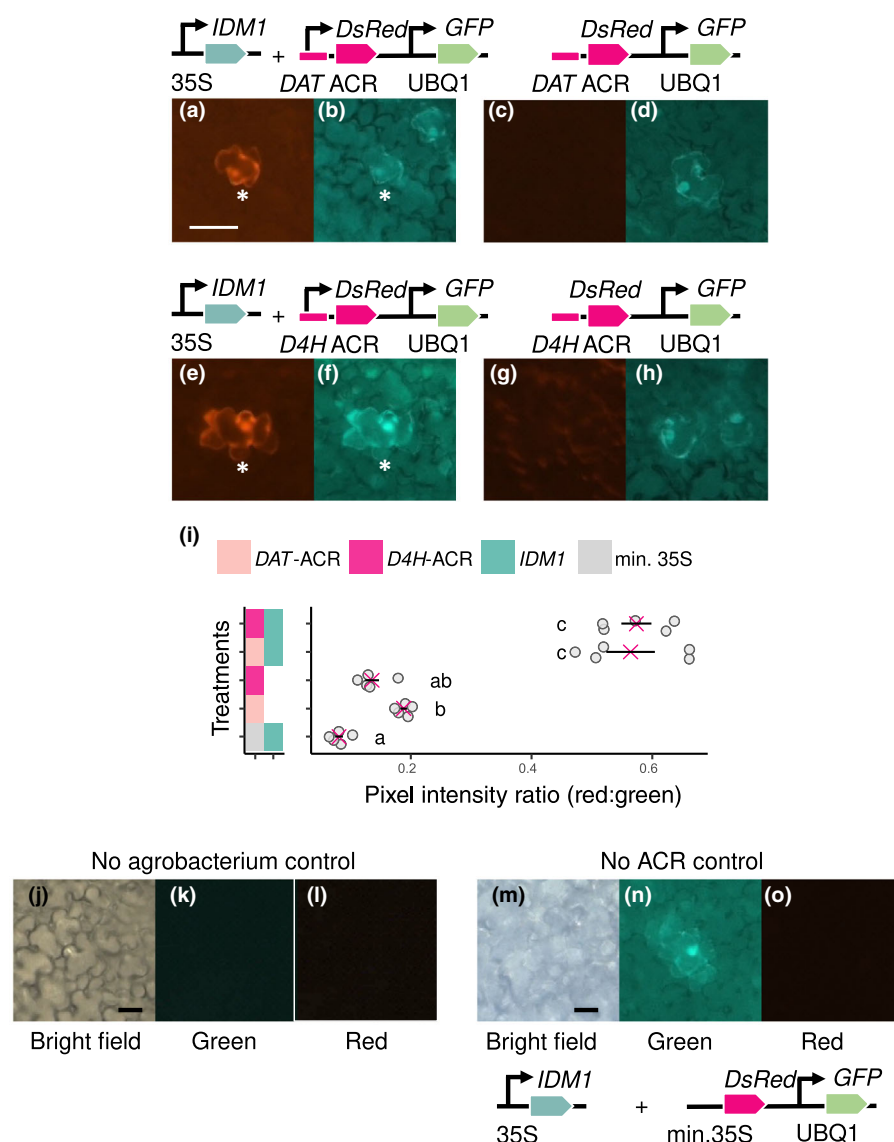 IDM1 + DsRed GFP DsRed GFP
35S DAT ACR UBQ1 DAT ACR UBQ1
(a) (b) (c) (d)
* *
IDM1 + DsRed GFP DsRed GFP
35S D4H ACR UBQ1 D4H ACR UBQ1
(e) (f) (g) (h)
* *
(i)
DAT-ACR D4H-ACR IDM1 min. 35S
Treatments
c
c
ab
b
a
0.2 0.4 0.6
Pixel intensity ratio (red:green)
No agrobacterium control No ACR control
(j) (k) (l) (m) (n) (o)
Bright field Green Red Bright field Green Red
IDM1 + DsRed GFP
35S min.35S UBQ1